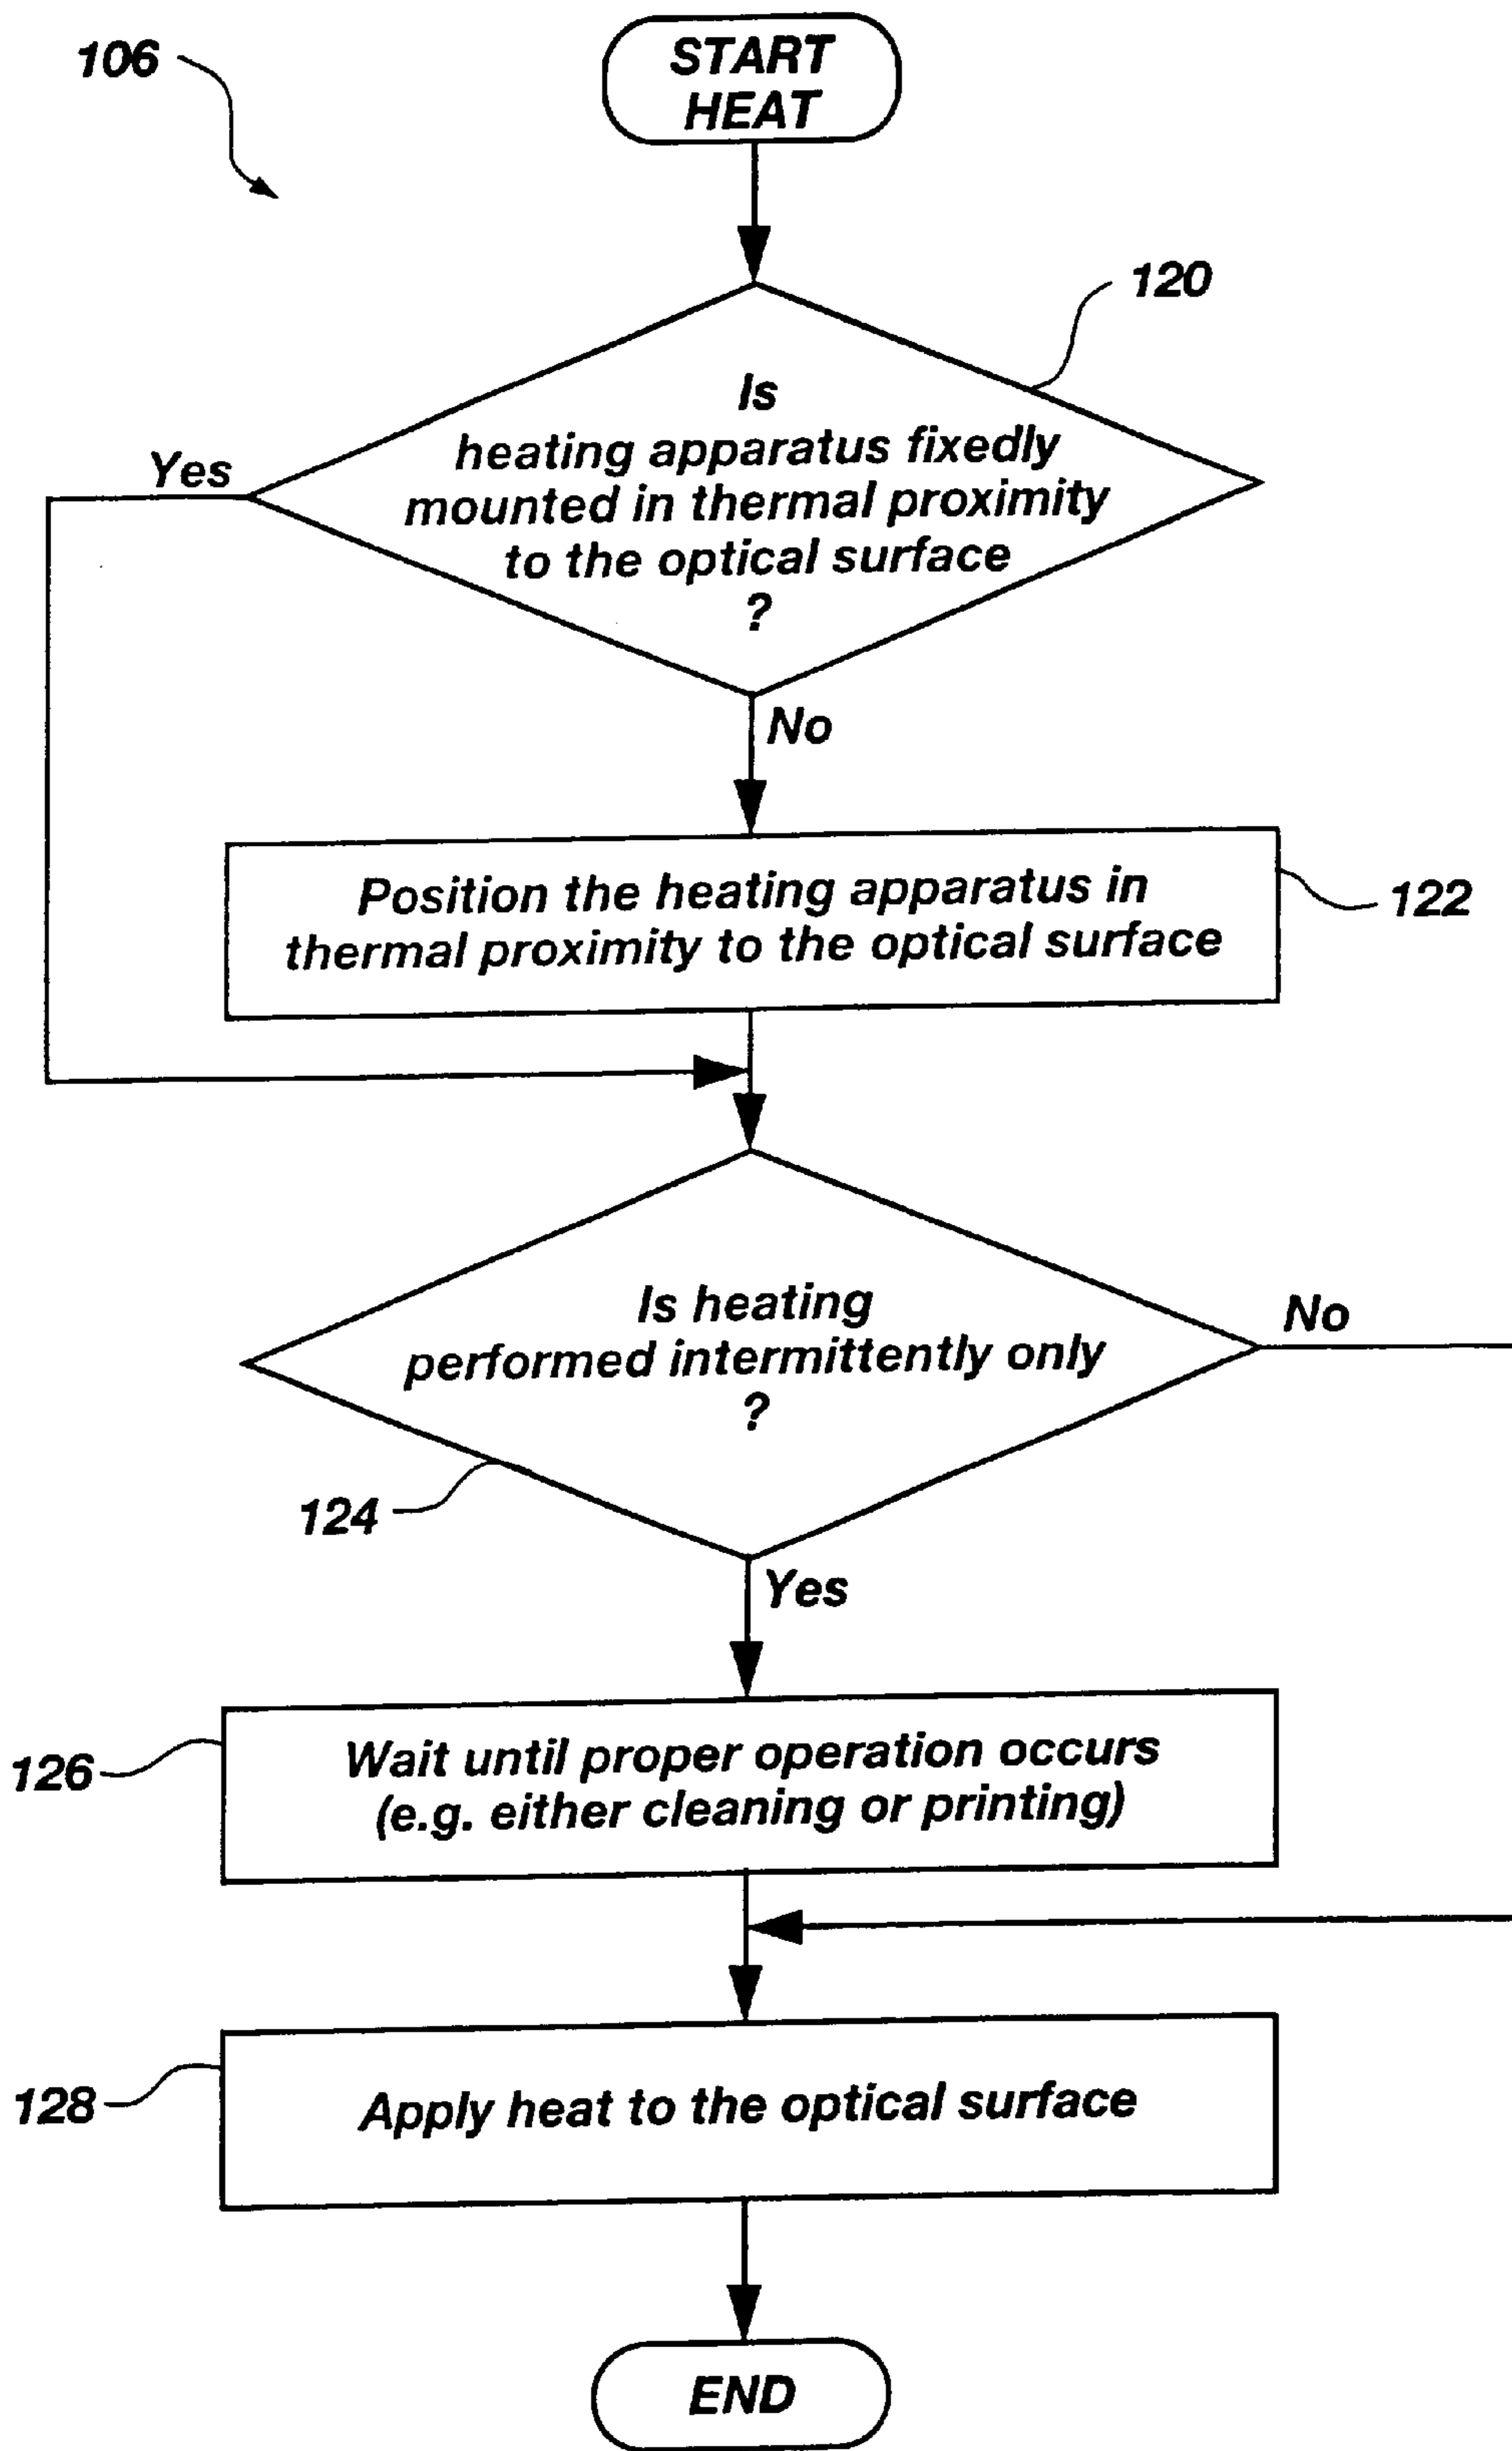 106
START
HEAT
120
Is
heating apparatus fixedly
mounted in thermal proximity
to the optical surface
?
Yes
No
Position the heating apparatus in
thermal proximity to the optical surface
122
Is heating
performed intermittently only
?
No
124
Yes
126
Wait until proper operation occurs
(e.g. either cleaning or printing)
128
Apply heat to the optical surface
END